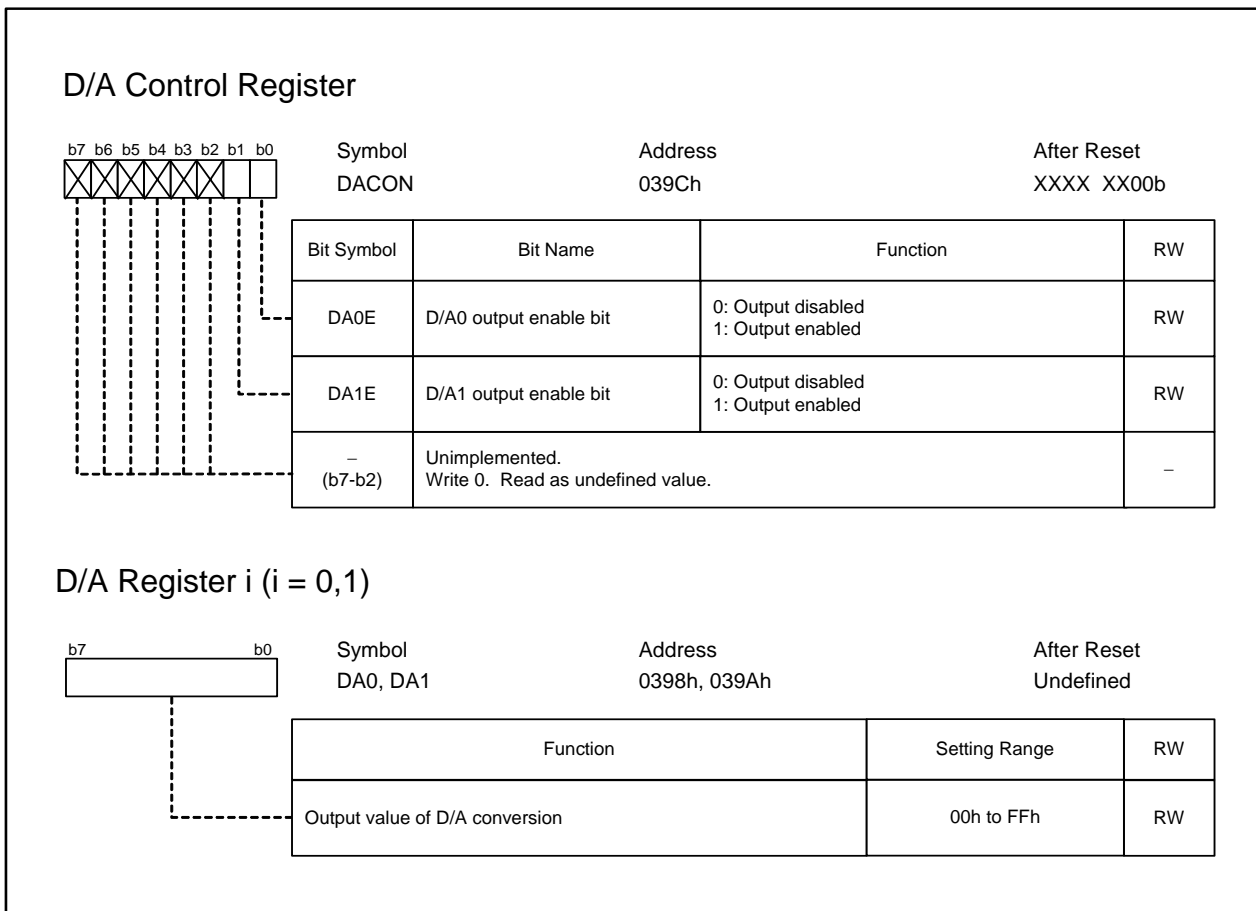 D/A Control Register
b7 b6 b5 b4 b3 b2 b1 b0
Symbol Address After Reset
DACON 039Ch XXXX XX00b
Bit Symbol Bit Name Function RW
DA0E D/A0 output enable bit 0: Output disabled
1: Output enabled RW
DA1E D/A1 output enable bit 0: Output disabled
1: Output enabled RW
–
(b7-b2) Unimplemented.
Write 0. Read as undefined value. –
D/A Register i (i = 0,1)
b7 b0
Symbol Address After Reset
DA0, DA1 0398h, 039Ah Undefined
Function Setting Range RW
Output value of D/A conversion 00h to FFh RW